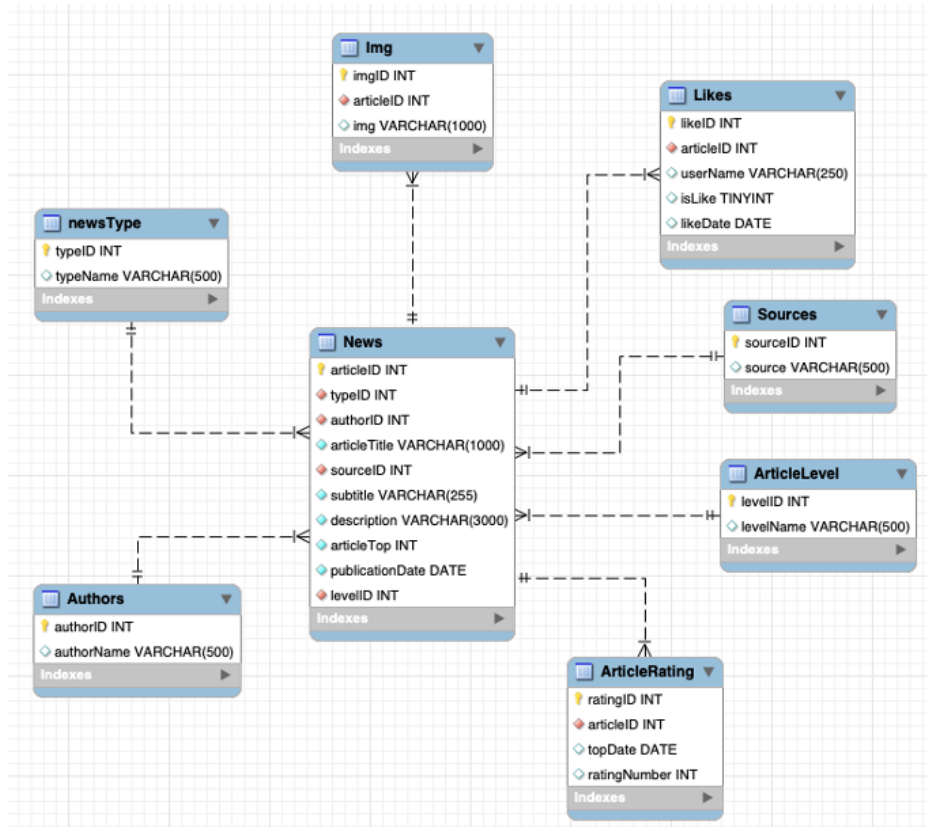 Img
imgID INT
articleID INT
img VARCHAR(1000)
Indexes
Likes
likeID INT
articleID INT
userName VARCHAR(250)
isLike TINYINT
likeDate DATE
Indexes
newsType
typeID INT
typeName VARCHAR(500)
Indexes
Sources
sourceID INT
source VARCHAR(500)
Indexes
News
articleID INT
typeID INT
authorID INT
articleTitle VARCHAR(1000)
sourceID INT
subtitle VARCHAR(255)
description VARCHAR(3000)
articleTop INT
publicationDate DATE
levelID INT
Indexes
ArticleLevel
levelID INT
levelName VARCHAR(500)
Indexes
Authors
authorID INT
authorName VARCHAR(500)
Indexes
ArticleRating
ratingID INT
articleID INT
topDate DATE
ratingNumber INT
Indexes